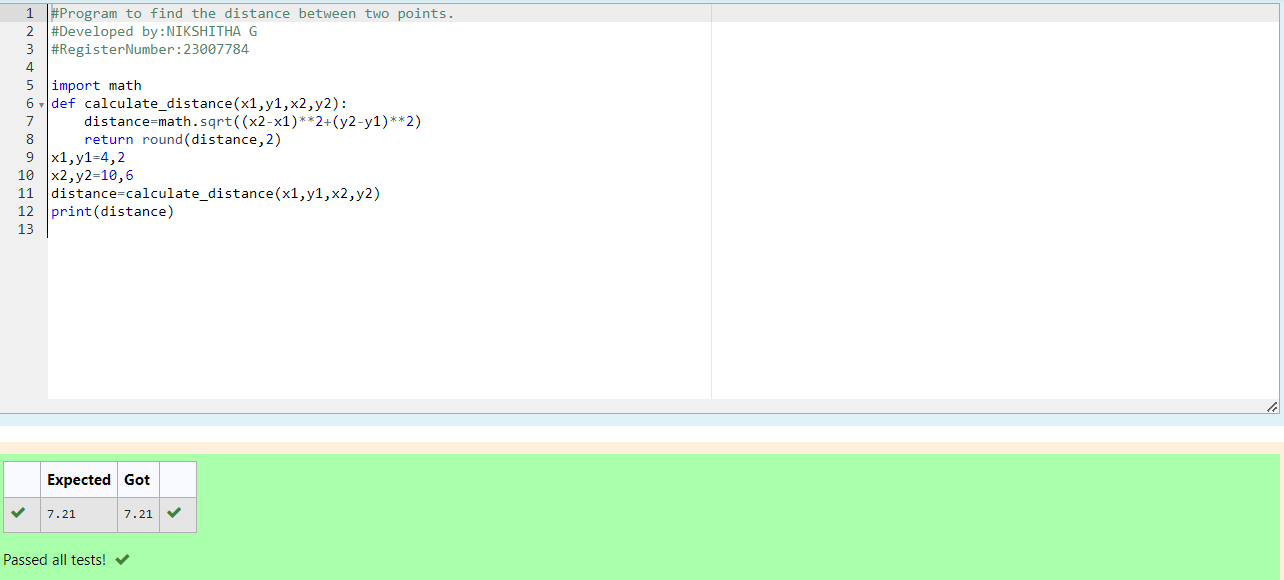 1 #Program to find the distance between two points.
2 #Developed by:NIKSHITHA G
3 #RegisterNumber:23007784
4
5 import math
6 def calculate_distance(x1,y1,x2,y2):
7     distance=math.sqrt((x2-x1)**2+(y2-y1)**2)
8     return round(distance,2)
9 x1,y1=4,2
10 x2,y2=10,6
11 distance=calculate_distance(x1,y1,x2,y2)
12 print(distance)
13
Expected Got
7.21 7.21
Passed all tests!